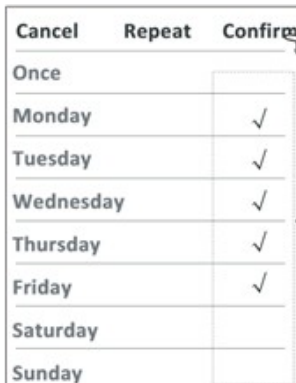 Cancel Repeat Confirm
Once
Monday √
Tuesday √
Wednesday √
Thursday √
Friday √
Saturday
Sunday